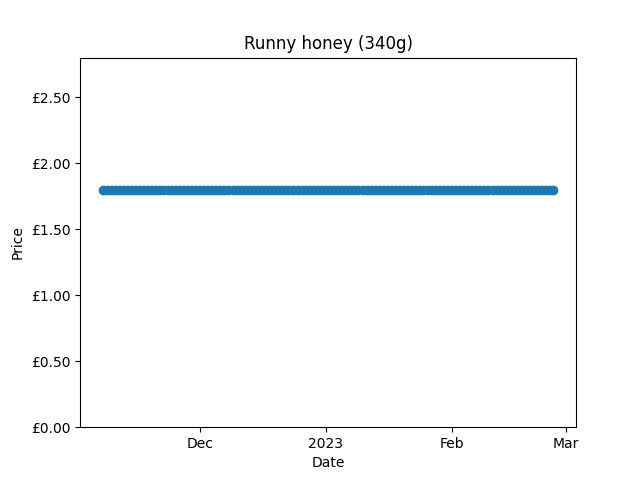 Runny honey (340g)
£2.50
£2.00
£1.50
£1.00
£0.50
£0.00
Price
Dec
2023
Feb
Mar
Date